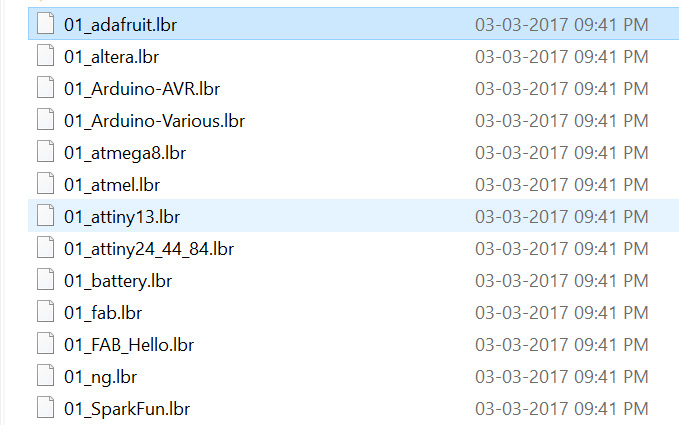 01_adafruit.lbr 03-03-2017 09:41 PM
01_altera.lbr 03-03-2017 09:41 PM
01_Arduino-AVR.lbr 03-03-2017 09:41 PM
01_Arduino-Various.lbr 03-03-2017 09:41 PM
01_atmega8.lbr 03-03-2017 09:41 PM
01_atmel.lbr 03-03-2017 09:41 PM
01_attiny13.lbr 03-03-2017 09:41 PM
01_attiny24_44_84.lbr 03-03-2017 09:41 PM
01_battery.lbr 03-03-2017 09:41 PM
01_fab.lbr 03-03-2017 09:41 PM
01_FAB_Hello.lbr 03-03-2017 09:41 PM
01_ng.lbr 03-03-2017 09:41 PM
01_SparkFun.lbr 03-03-2017 09:41 PM